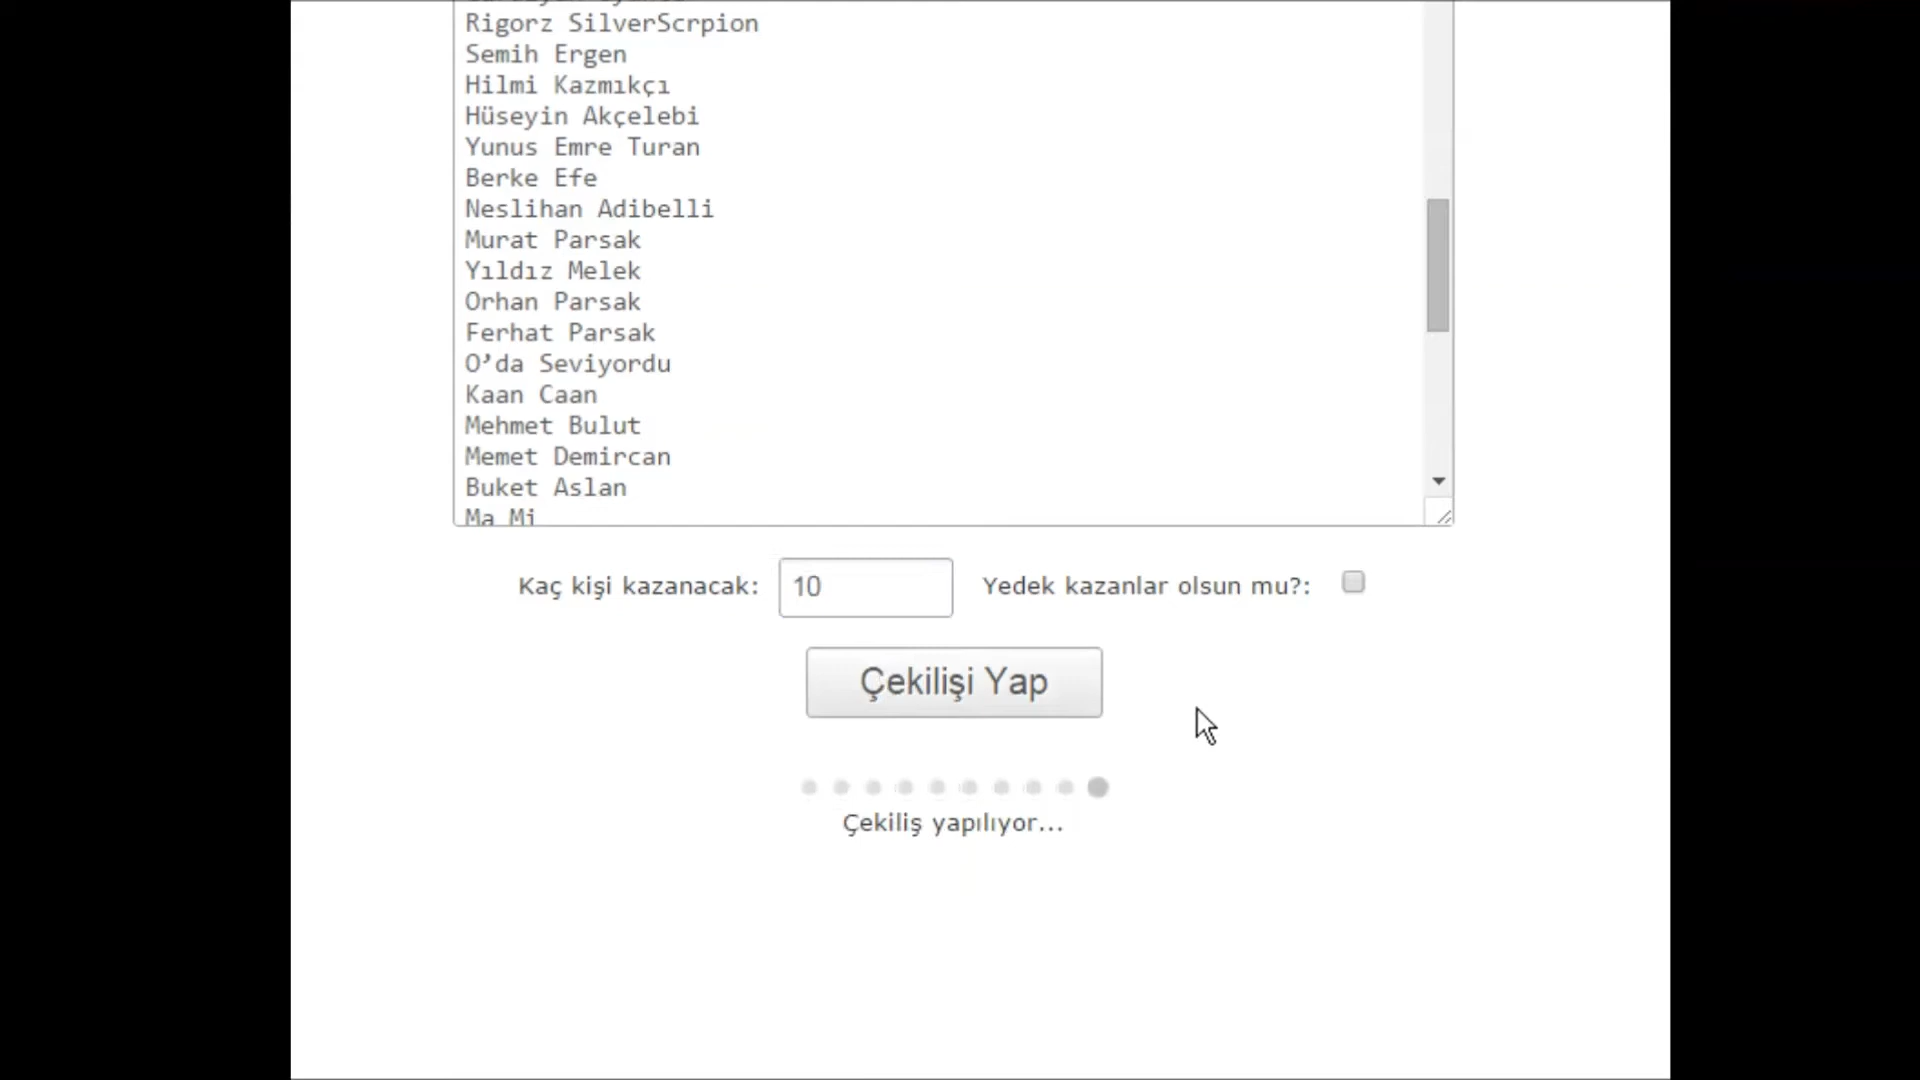 Rigorz SilverScrpion
Semih Ergen
Hilmi Kazmıkçı
Hüseyin Akçelebi
Yunus Emre Turan
Berke Efe
Neslihan Adibelli
Murat Parsak
Yıldız Melek
Orhan Parsak
Ferhat Parsak
O’da Seviyordu
Kaan Caan
Mehmet Bulut
Memet Demircan
Buket Aslan
Ma Mi
Kaç kişi kazanacak: 10 Yedek kazanlar olsun mu?:
Çekilişi Yap
Çekiliş yapılıyor...